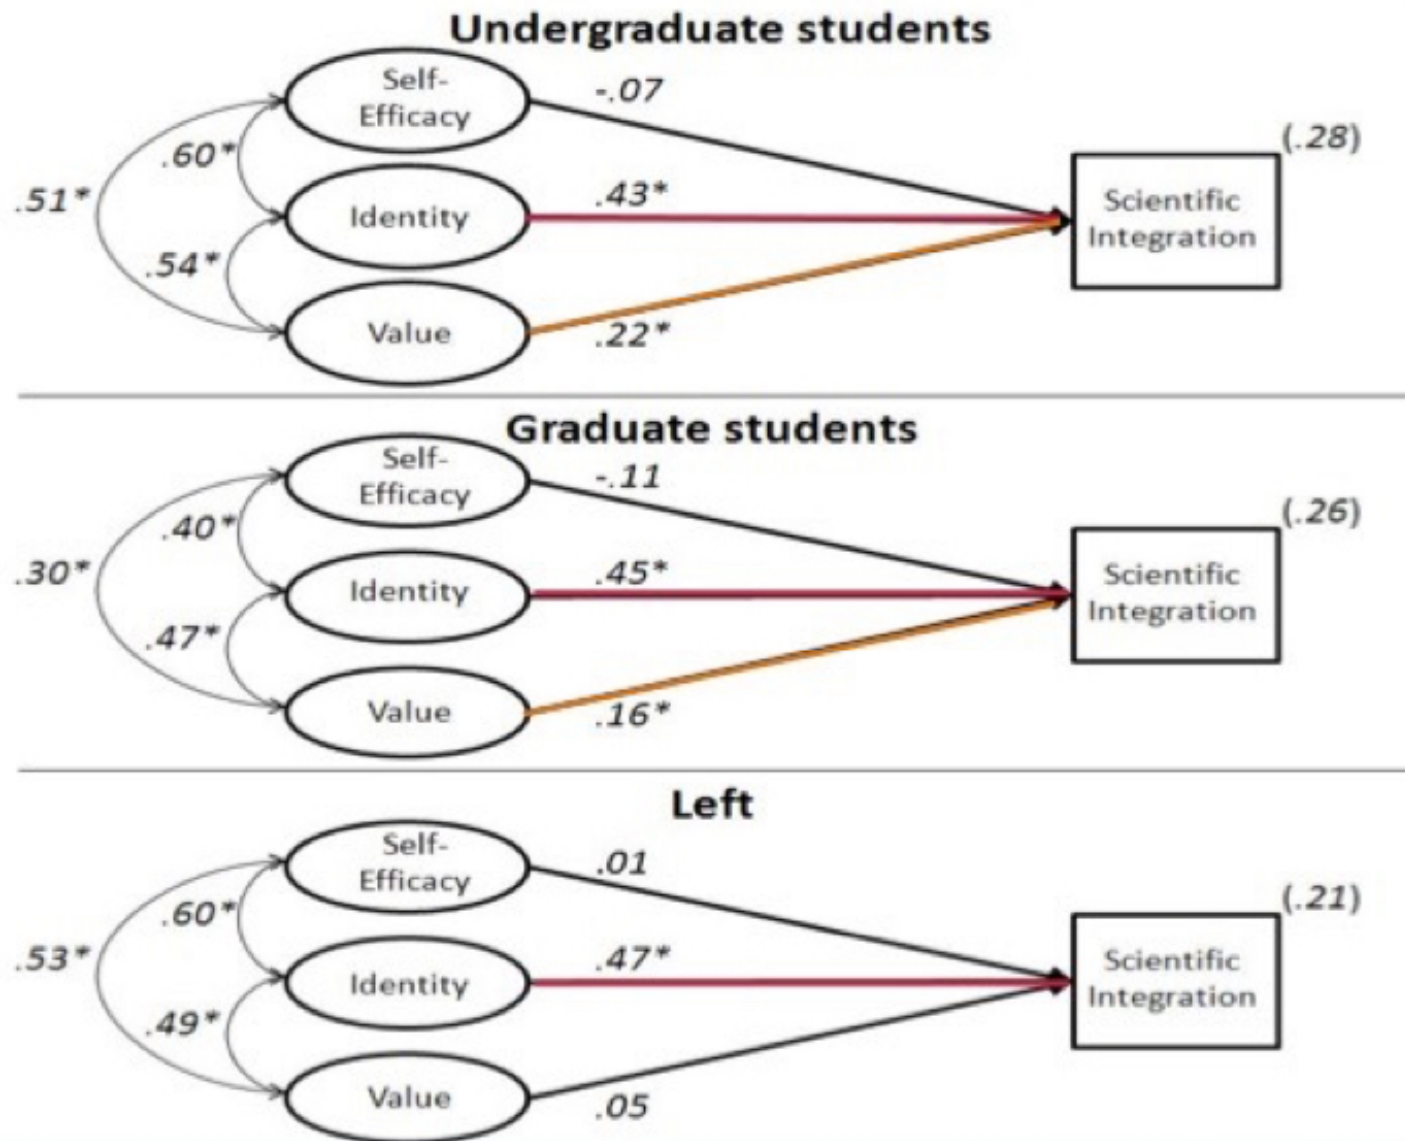 Undergraduate students
Self-
Efficacy
-.07
(.28)
.60*
.51*
.43*
Identity
Scientific
Integration
.54*
Value
.22*
Graduate students
Self-
Efficacy
-.11
(.26)
.40*
.30*
.45*
Identity
Scientific
Integration
.47*
Value
.16*
Left
Self-
Efficacy
.01
(.21)
.60*
.53*
.47*
Identity
Scientific
Integration
.49*
Value
.05